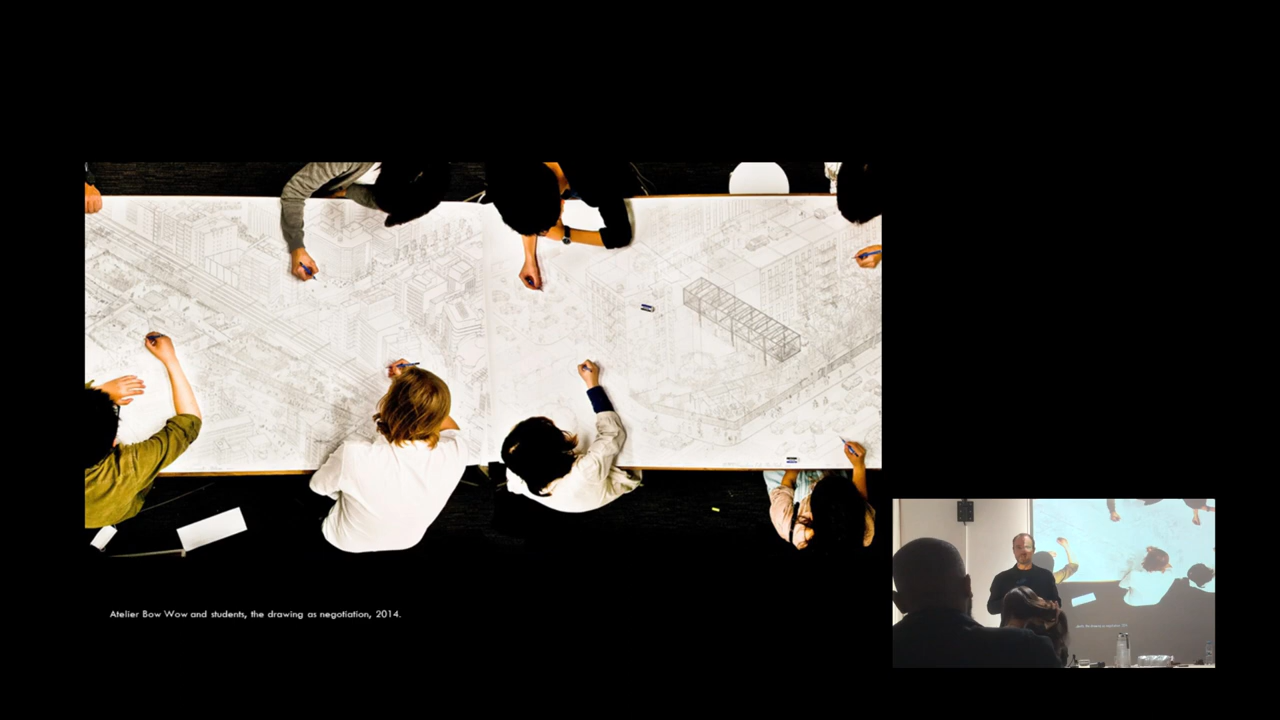 Atelier Bow Wow and students, the drawing as negotiation, 2014.